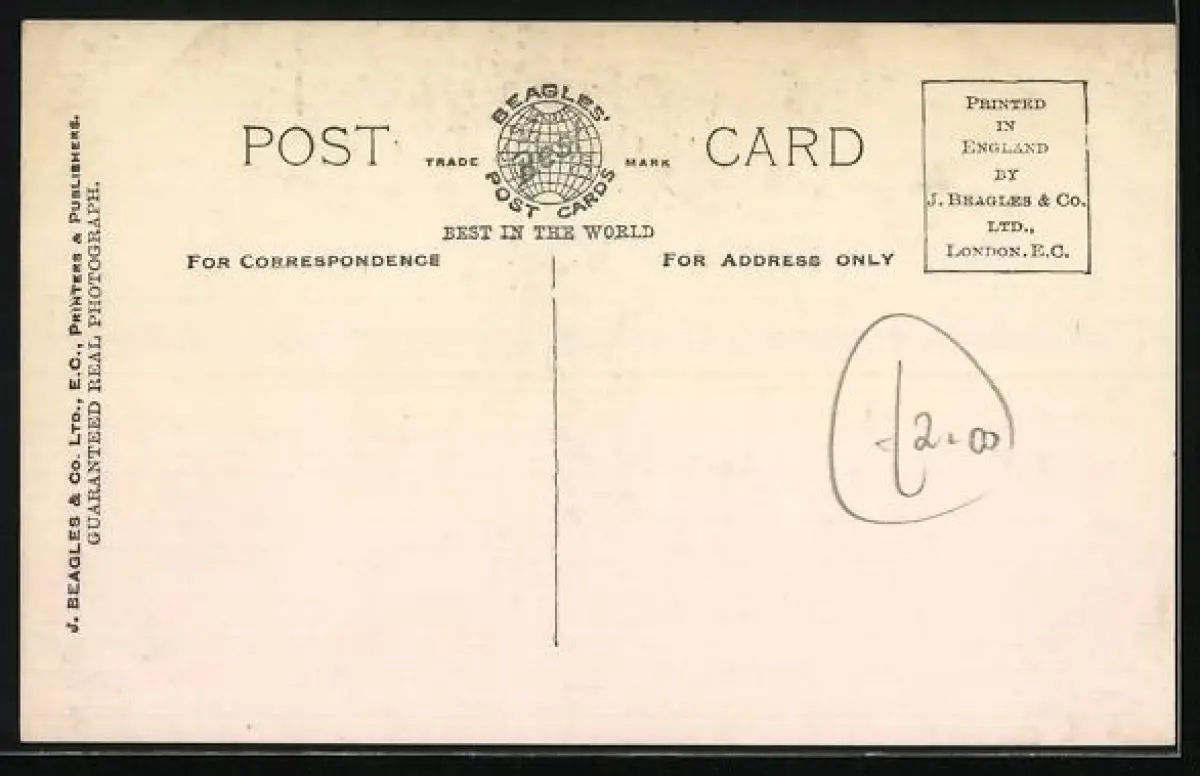 POST CARD
BEAGLES'
TRADE MARK
POST CARDS
BEST IN THE WORLD
PRINTED
IN
ENGLAND
BY
J. BEAGLES & CO.
LTD.,
LONDON. E.C.
FOR CORRESPONDENCE
FOR ADDRESS ONLY
J. BEAGLES & CO. LTD., E.C., PRINTERS & PUBLISHERS.
GUARANTEED REAL PHOTOGRAPH.
£2.00